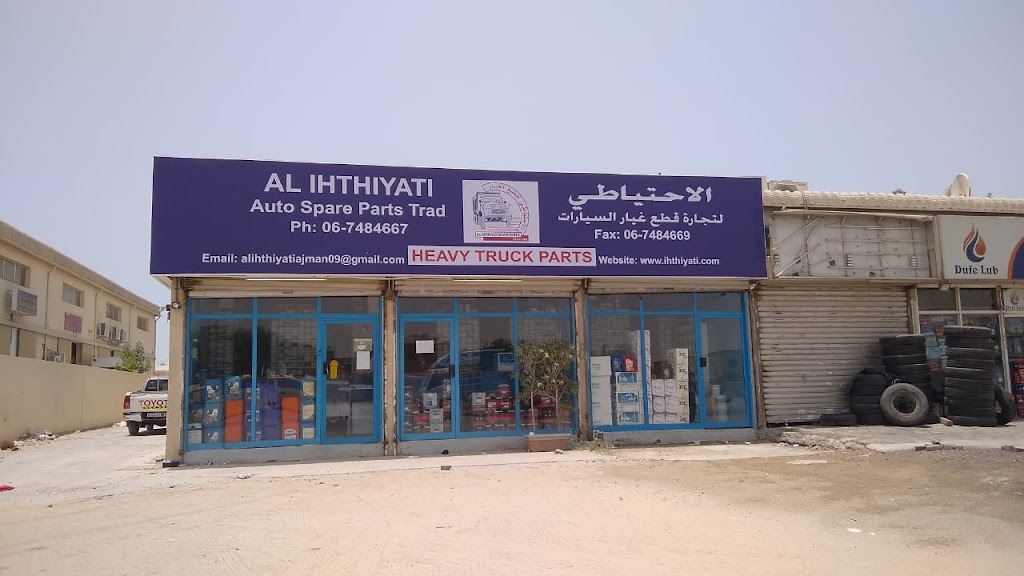 AL IHTHIYATI
Auto Spare Parts Trad
Ph: 06-7484667
Email: alihthiyatiajman09@gmail.com
HEAVY TRUCK PARTS
الاحتياطي
لتجارة قطع غيار السيارات
Fax: 06-7484669
Website: www.ihthiyati.com
Dufe Lub
TOYO